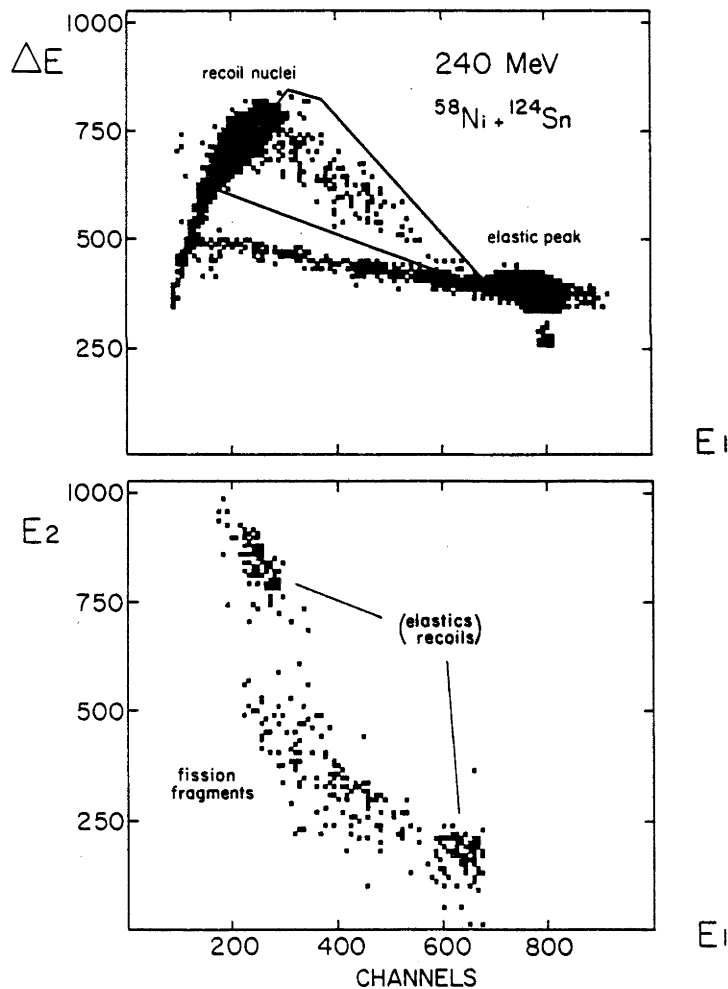 1000
ΔE
recoil nuclei
240 MeV
58Ni + 124Sn
750
500
elastic peak
250
E1
1000
E2
750
(elastics
recoils)
500
fission
fragments
250
E1
200 400 600 800
CHANNELS